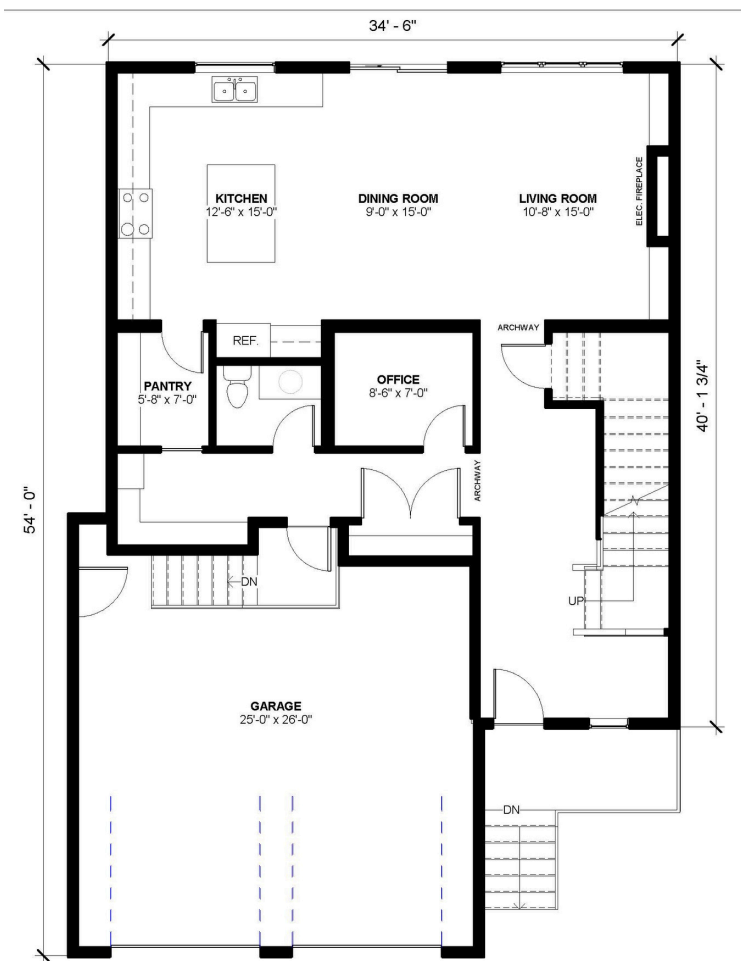 34' - 6"
KITCHEN
12'-6" x 15'-0"
DINING ROOM
9'-0" x 15'-0"
LIVING ROOM
10'-8" x 15'-0"
ELEC. FIREPLACE
ARCHWAY
REF.
PANTRY
5'-8" x 7'-0"
OFFICE
8'-6" x 7'-0"
40' - 1 3/4"
ARCHWAY
54' - 0"
DN
UP
GARAGE
25'-0" x 26'-0"
DN